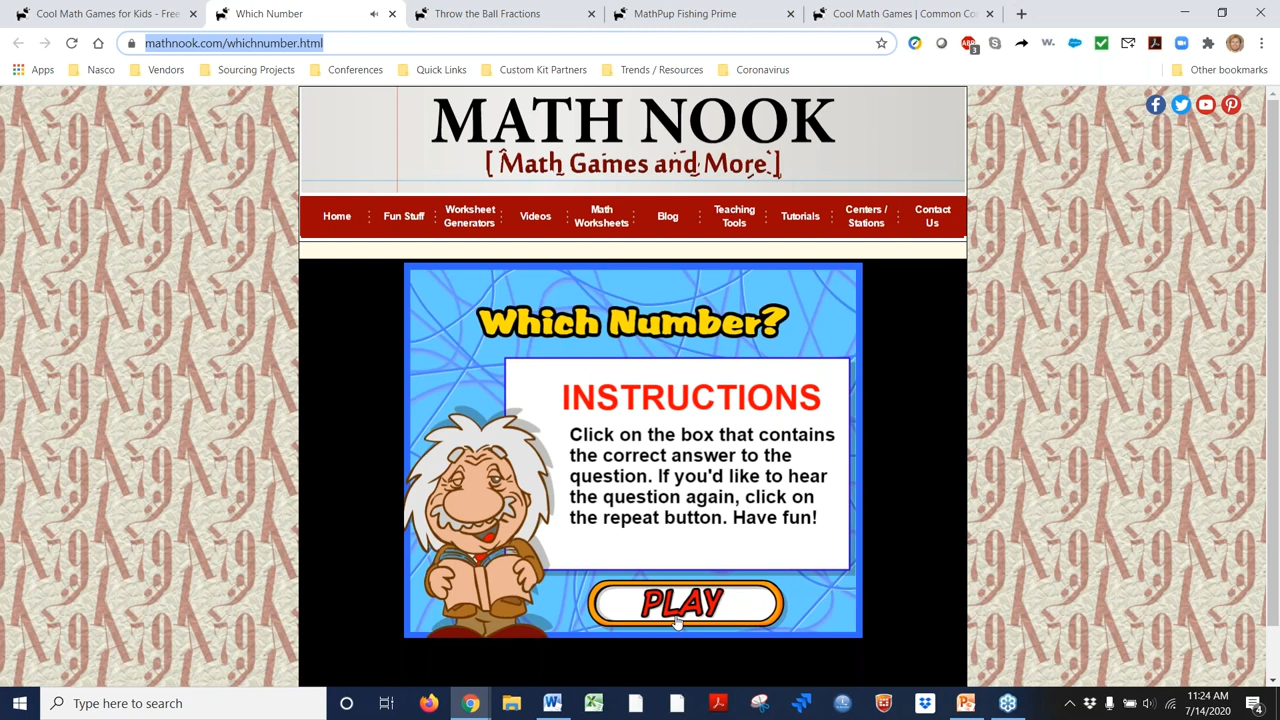 Cool Math Games for Kids - Free
Which Number
Throw the Ball Fractions
MathPup Fishing Prime
Cool Math Games | Common Co
mathnook.com/whichnumber.html
ABP
3
W.
Apps
Nasco
Vendors
Sourcing Projects
Conferences
Quick Links
Custom Kit Partners
Trends / Resources
Coronavirus
Other bookmarks
MATH NOOK
[ Math Games and More ]
Home
Fun Stuff
Worksheet Generators
Videos
Math Worksheets
Blog
Teaching Tools
Tutorials
Centers / Stations
Contact Us
Which Number?
INSTRUCTIONS
Click on the box that contains
the correct answer to the
question. If you'd like to hear
the question again, click on
the repeat button. Have fun!
PLAY
Type here to search
11:24 AM
7/14/2020
4